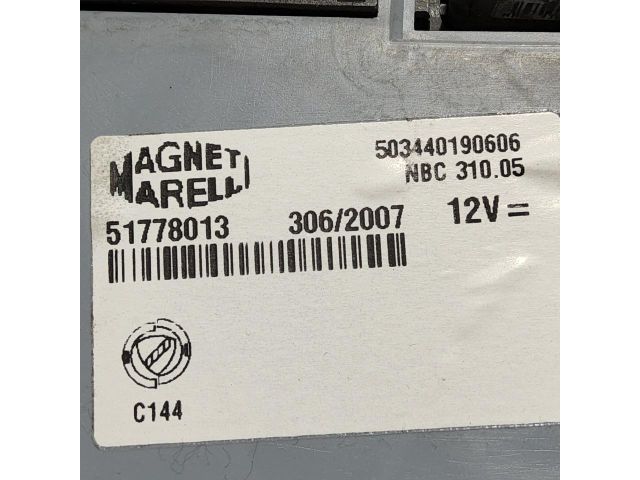 MAGNETI
MARELLI
503440190606
NBC 310.05
51778013 306/2007 12V=
C144